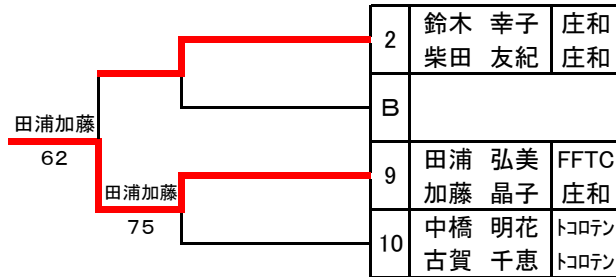 2 鈴木 幸子 庄和
柴田 友紀 庄和
B
田浦加藤
62
9 田浦 弘美 FFTC
加藤 晶子 庄和
田浦加藤
75
10 中橋 明花 トコロテン
古賀 千恵 トコロテン